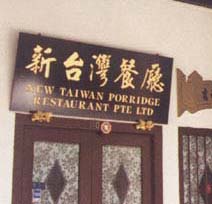 新台灣餐廳
NEW TAIWAN PORRIDGE
RESTAURANT PTE LTD